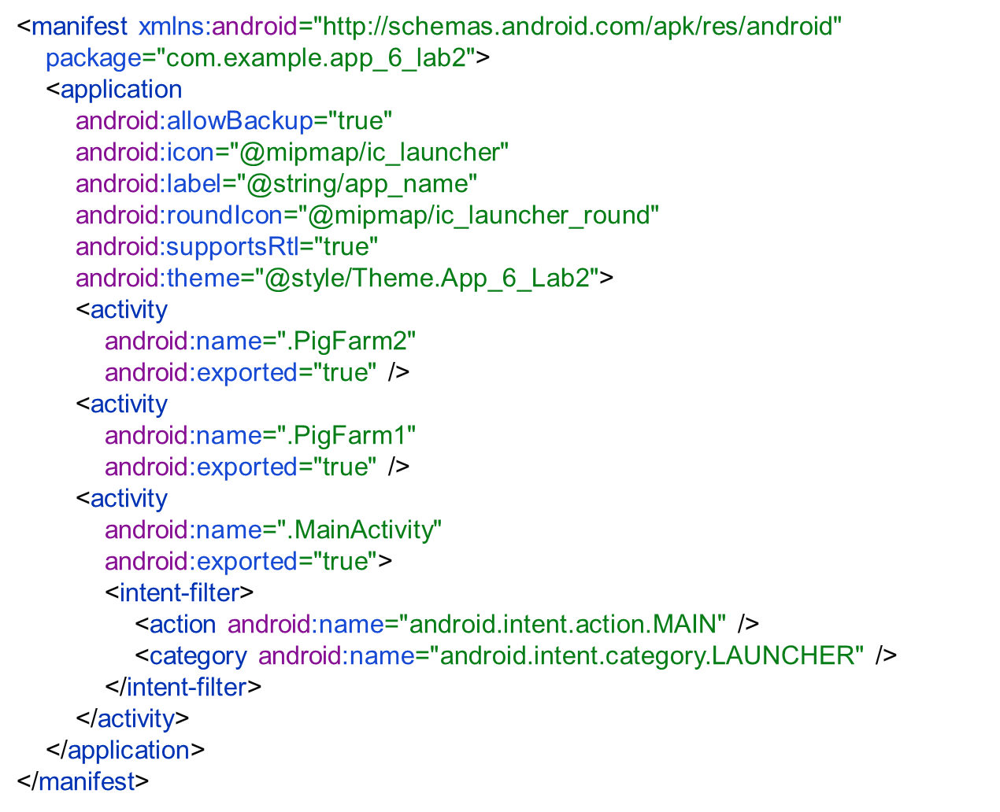 <manifest xmlns:android="http://schemas.android.com/apk/res/android"
package="com.example.app_6_lab2">
<application
android:allowBackup="true"
android:icon="@mipmap/ic_launcher"
android:label="@string/app_name"
android:roundIcon="@mipmap/ic_launcher_round"
android:supportsRtl="true"
android:theme="@style/Theme.App_6_Lab2">
<activity
android:name=".PigFarm2"
android:exported="true" />
<activity
android:name=".PigFarm1"
android:exported="true" />
<activity
android:name=".MainActivity"
android:exported="true">
<intent-filter>
<action android:name="android.intent.action.MAIN" />
<category android:name="android.intent.category.LAUNCHER" />
</intent-filter>
</activity>
</application>
</manifest>